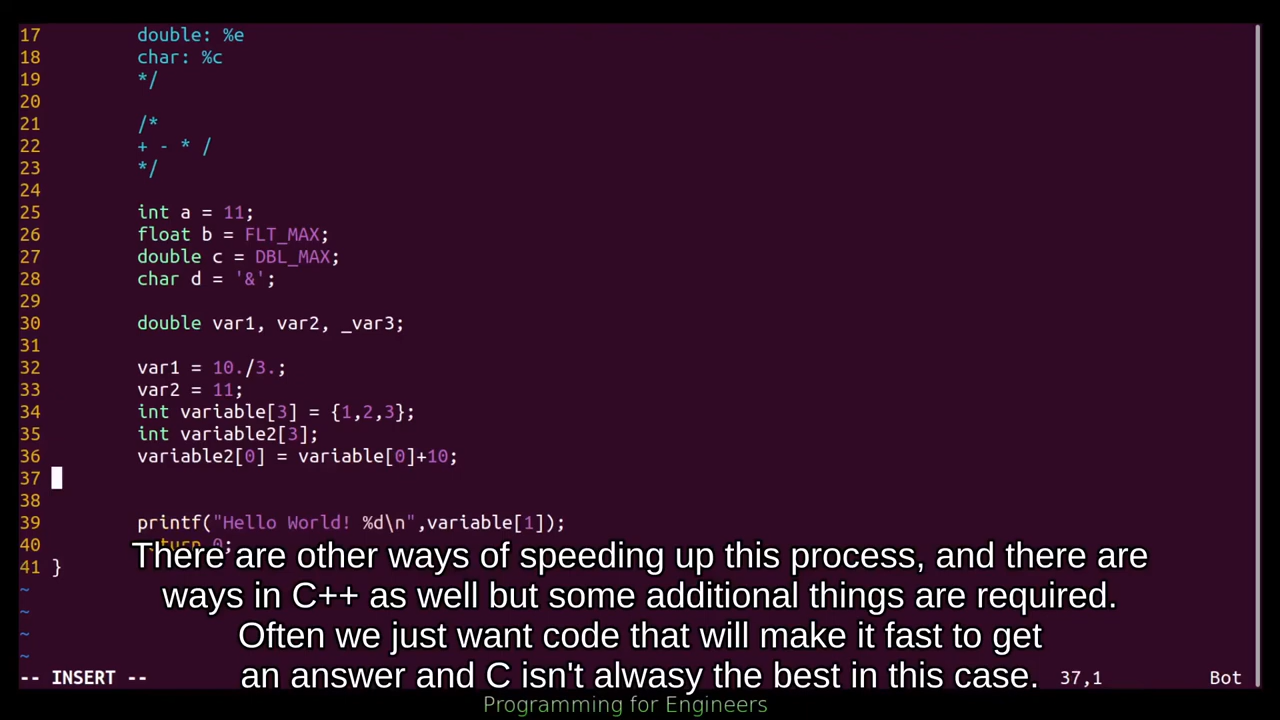 17 double: %e
18 char: %c
19 */
20
21 /*
22 + - * /
23 */
24
25 int a = 11;
26 float b = FLT_MAX;
27 double c = DBL_MAX;
28 char d = '&';
29
30 double var1, var2, _var3;
31
32 var1 = 10./3.;
33 var2 = 11;
34 int variable[3] = {1,2,3};
35 int variable2[3];
36 variable2[0] = variable[0]+10;
37
38
39 printf("Hello World! %d\n",variable[1]);
40 return 0;
41 }
~
~
~
~
There are other ways of speeding up this process, and there are
ways in C++ as well but some additional things are required.
Often we just want code that will make it fast to get
an answer and C isn't alwasy the best in this case.
-- INSERT -- 37,1 Bot
Programming for Engineers